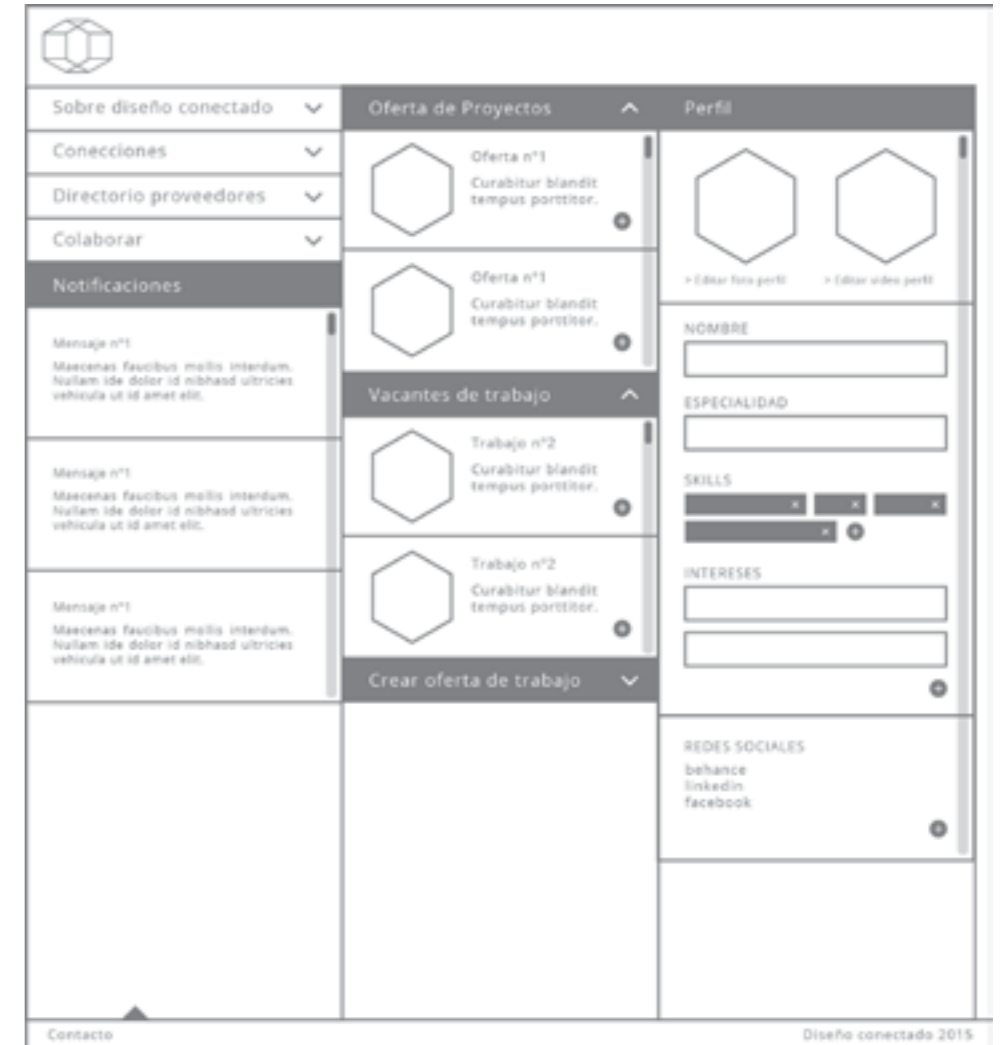 Sobre diseño conectado
Conecciones
Directorio proveedores
Colaborar
Notificaciones
Mensaje nº1
Maecenas faucibus mollis interdum.
Nullam ide dolor id nibhasd ultricies
vehicula ut id amet elit.
Mensaje nº1
Maecenas faucibus mollis interdum.
Nullam ide dolor id nibhasd ultricies
vehicula ut id amet elit.
Mensaje nº1
Maecenas faucibus mollis interdum.
Nullam ide dolor id nibhasd ultricies
vehicula ut id amet elit.
Oferta de Proyectos
Oferta nº1
Curabitur blandit
tempus porttitor.
Oferta nº1
Curabitur blandit
tempus porttitor.
Vacantes de trabajo
Trabajo nº2
Curabitur blandit
tempus porttitor.
Trabajo nº2
Curabitur blandit
tempus porttitor.
Crear oferta de trabajo
Perfil
> Editar foto perfil
> Editar video perfil
NOMBRE
ESPECIALIDAD
SKILLS
INTERESES
REDES SOCIALES
behance
linkedin
facebook
Contacto
Diseño conectado 2015